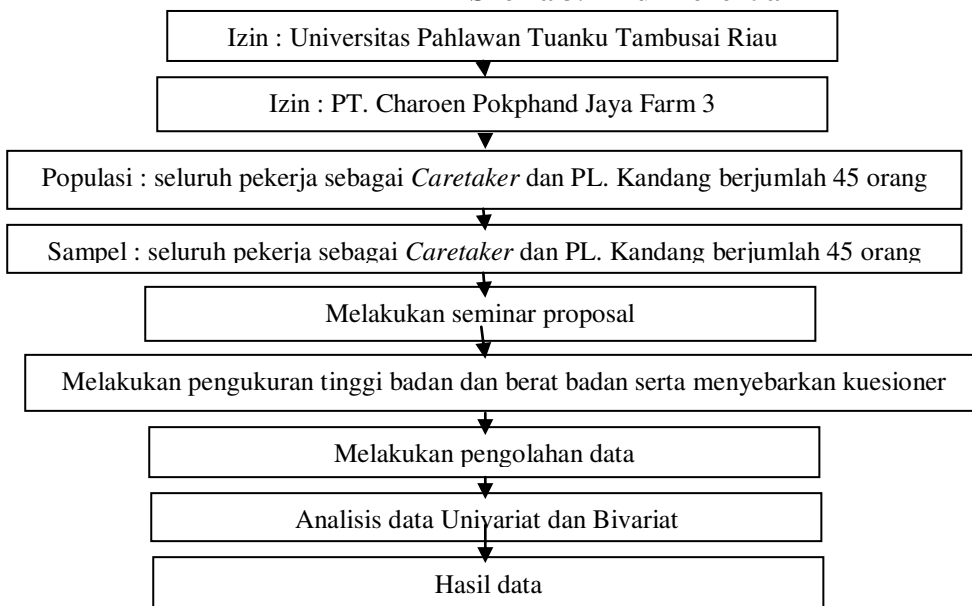 Izin : Universitas Pahlawan Tuanku Tambusai Riau
Izin : PT. Charoen Pokphand Jaya Farm 3
Populasi : seluruh pekerja sebagai Caretaker dan PL. Kandang berjumlah 45 orang
Sampel : seluruh pekerja sebagai Caretaker dan PL. Kandang berjumlah 45 orang
Melakukan seminar proposal
Melakukan pengukuran tinggi badan dan berat badan serta menyebarkan kuesioner
Melakukan pengolahan data
Analisis data Univariat dan Bivariat
Hasil data